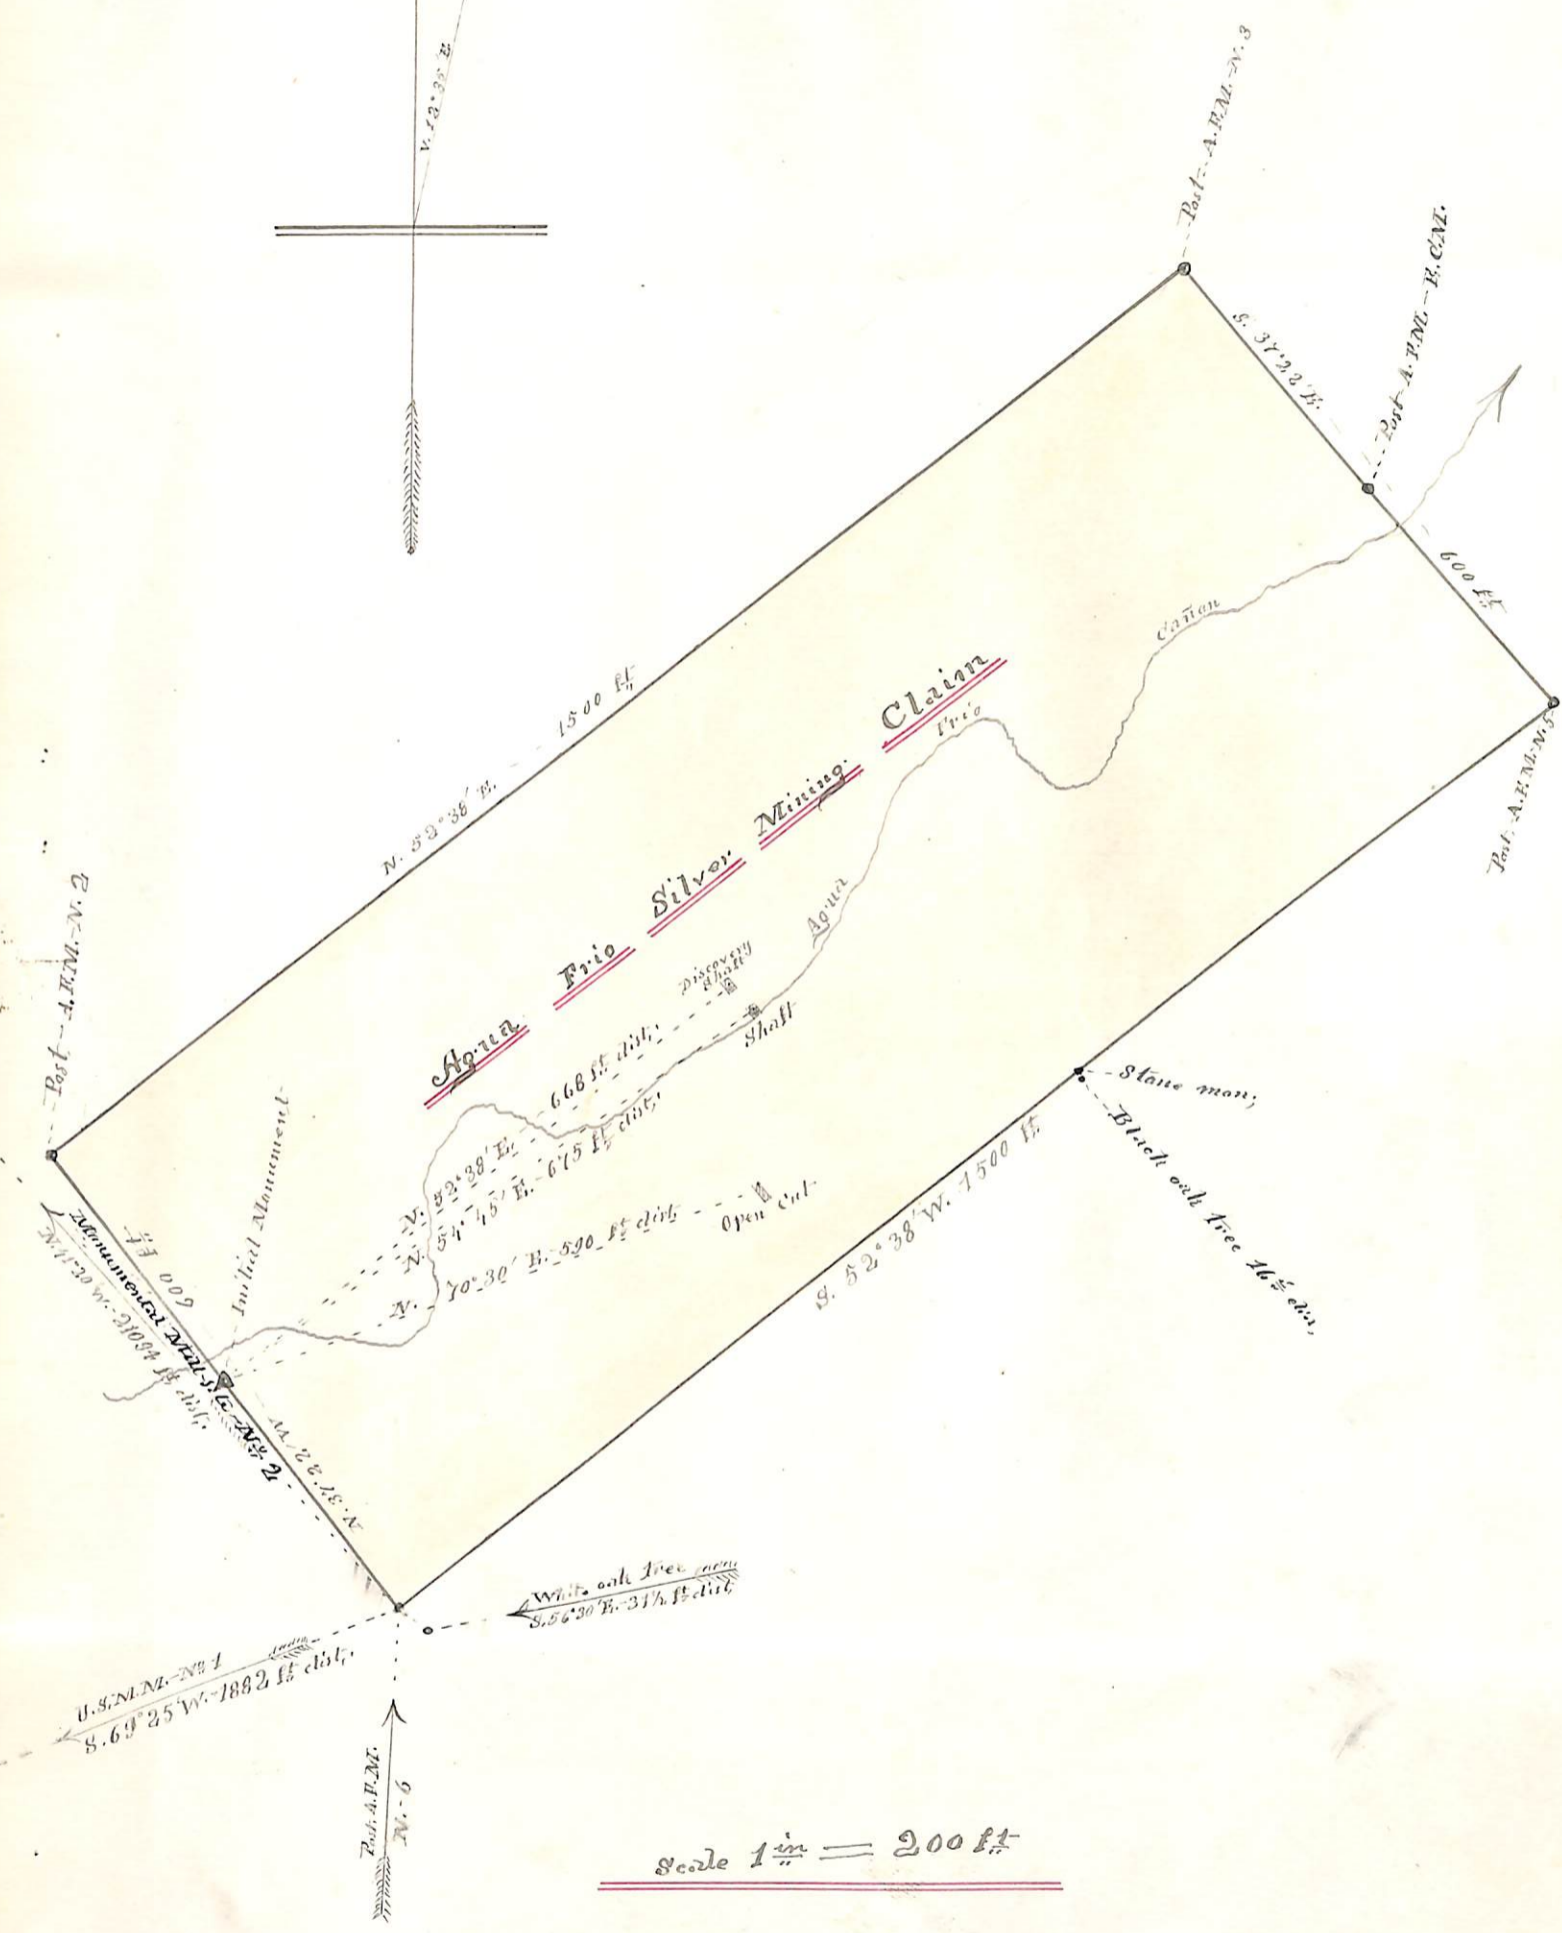 V. 12° 35' E
Post - A.F.M. - N. 3
S. 37° 22' E.
Post - A.F.M. - E.C.M.
600 ft
Cañon
Post - A.F.M. - N. 5
N. 52° 38' E. - 1500 ft
Agua Frio Silver Mining Claim
Frio
Agua
Discovery
Shaft
Shaft
Post - A.F.M. - N. 2
Initial Monument
N. 52° 38' E. - 668 ft dist,
N. 54° 45' E. - 675 ft dist,
N. 70° 30' E. - 590 ft dist,
Open Cut
Stone mon;
Black oak tree 16 in dia,
S. 52° 38' W. - 1500 ft
600 ft
Monumental Mill-site - No 2
dist,
N. 37° 22' W
White oak tree
S. 56° 30' E. - 31½ ft dist,
U.S.M.M. - No 1
S. 69° 25' W. - 1882 ft dist,
Post. A.F.M.
N. - 6
Scale 1 in = 200 ft